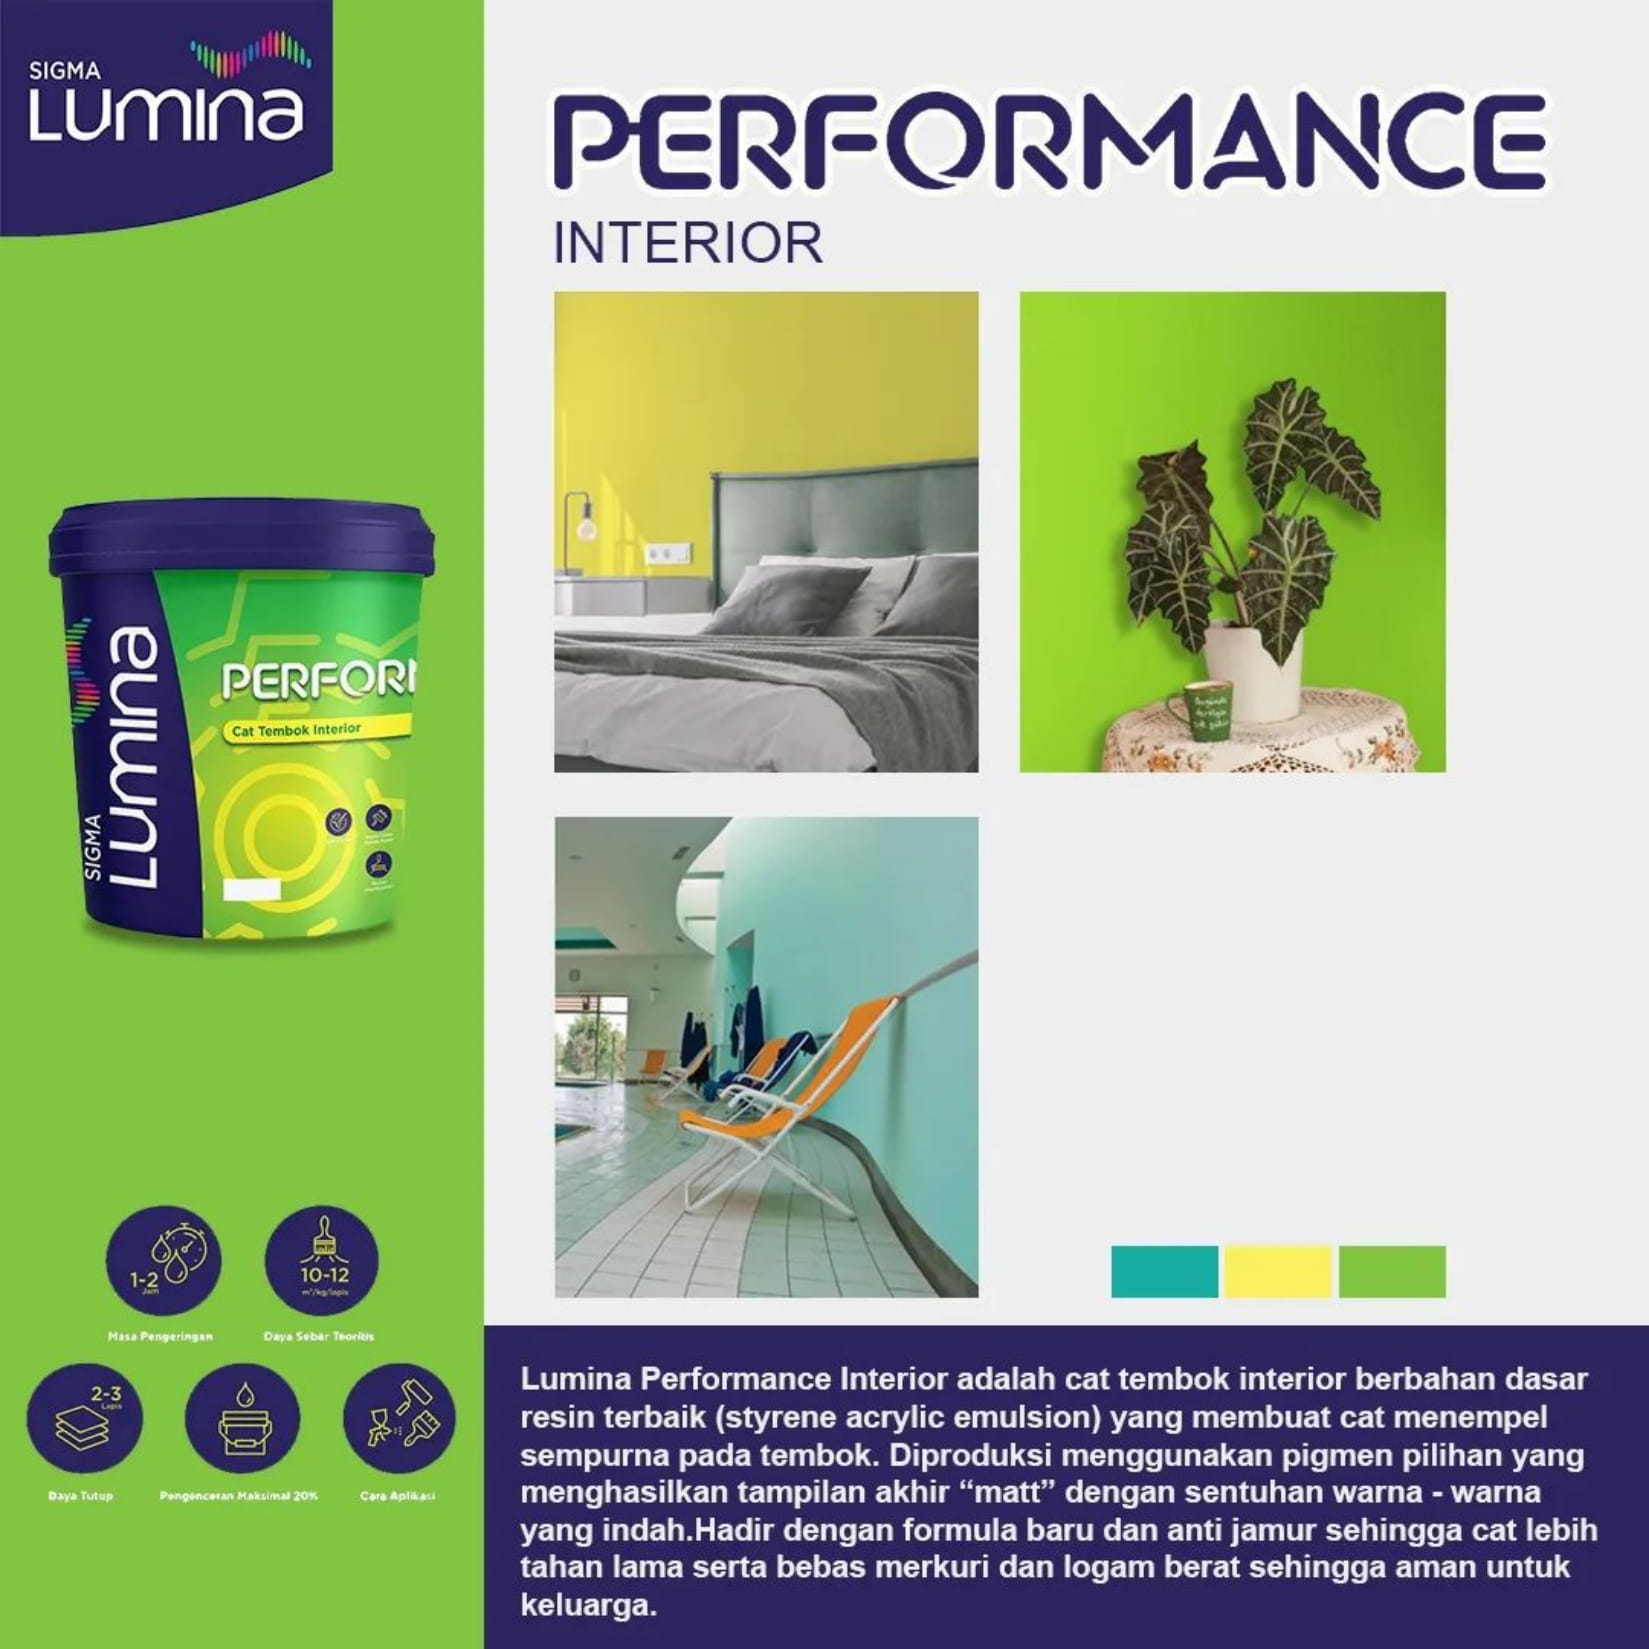 SIGMA
Lumina
PERFORMANCE
INTERIOR
SIGMA
Lumina
PERFOR
Cat Tembok Interior
1-2
Jam
Masa Pengeringan
10-12
m²/kg/lapis
Daya Sebar Teoritis
2-3
Lapis
Daya Tutup
Pengenceran Maksimal 20%
Cara Aplikasi
Lumina Performance Interior adalah cat tembok interior berbahan dasar
resin terbaik (styrene acrylic emulsion) yang membuat cat menempel
sempurna pada tembok. Diproduksi menggunakan pigmen pilihan yang
menghasilkan tampilan akhir “matt” dengan sentuhan warna - warna
yang indah.Hadir dengan formula baru dan anti jamur sehingga cat lebih
tahan lama serta bebas merkuri dan logam berat sehingga aman untuk
keluarga.